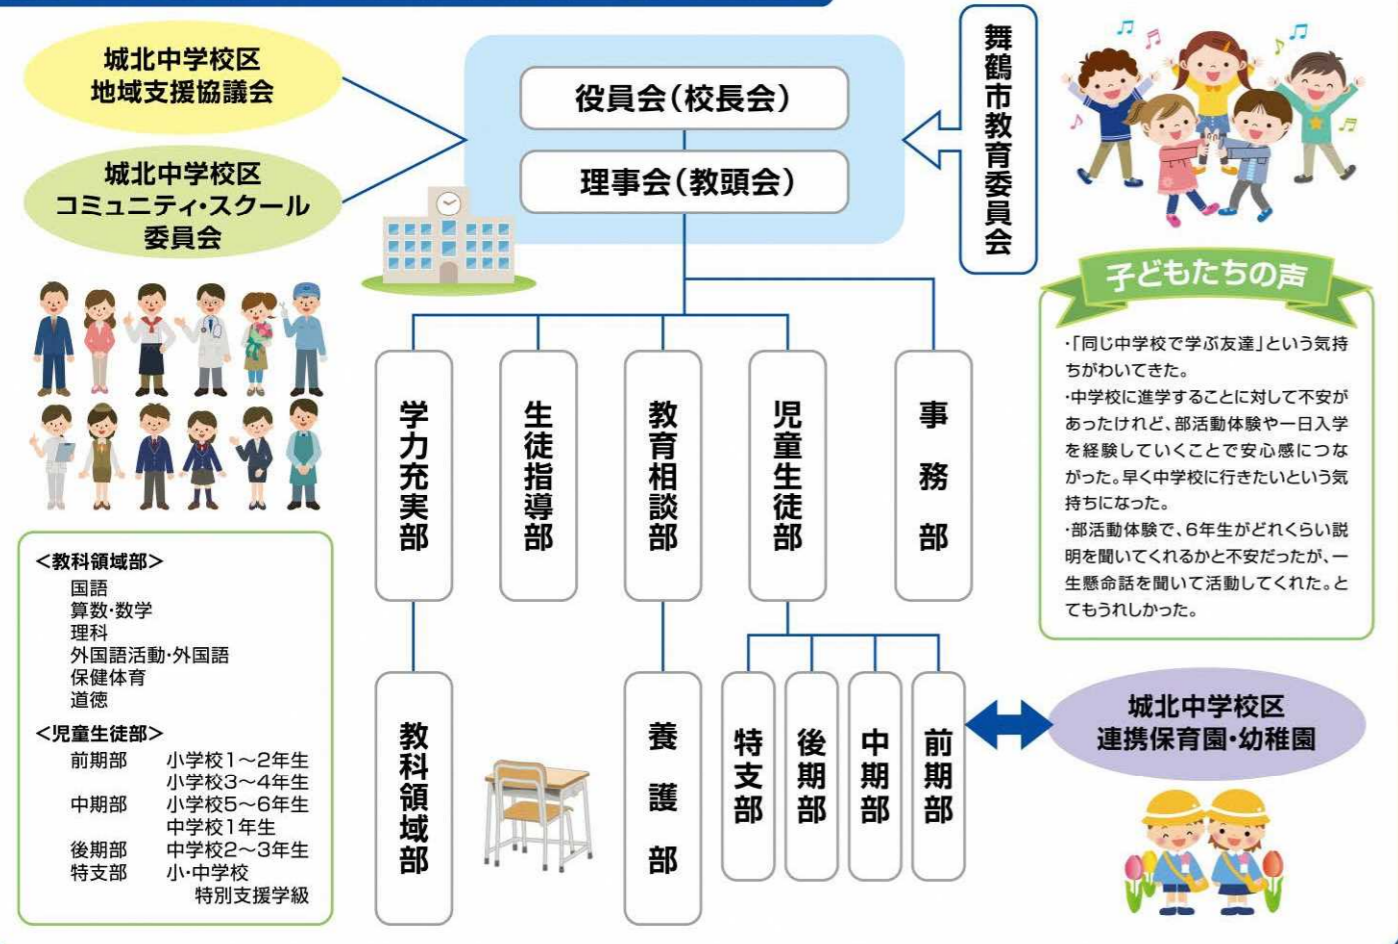 城北中学校区
地域支援協議会
城北中学校区
コミュニティ・スクール
委員会
役員会(校長会)
理事会(教頭会)
舞鶴市教育委員会
子どもたちの声
・「同じ中学校で学ぶ友達」という気持
ちがわいてきた。
・中学校に進学することに対して不安が
あったけれど、部活動体験や一日入学
を経験していくことで安心感につな
がった。早く中学校に行きたいという気
持ちになった。
・部活動体験で、6年生がどれくらい説
明を聞いてくれるかと不安だったが、一
生懸命話を聞いて活動してくれた。と
てもうれしかった。
学力充実部
生徒指導部
教育相談部
児童生徒部
事務部
教科領域部
養護部
特支部
後期部
中期部
前期部
城北中学校区
連携保育園・幼稚園
<教科領域部>
国語
算数・数学
理科
外国語活動・外国語
保健体育
道徳
<児童生徒部>
前期部 小学校1~2年生
小学校3~4年生
中期部 小学校5~6年生
中学校1年生
後期部 中学校2~3年生
特支部 小・中学校
特別支援学級